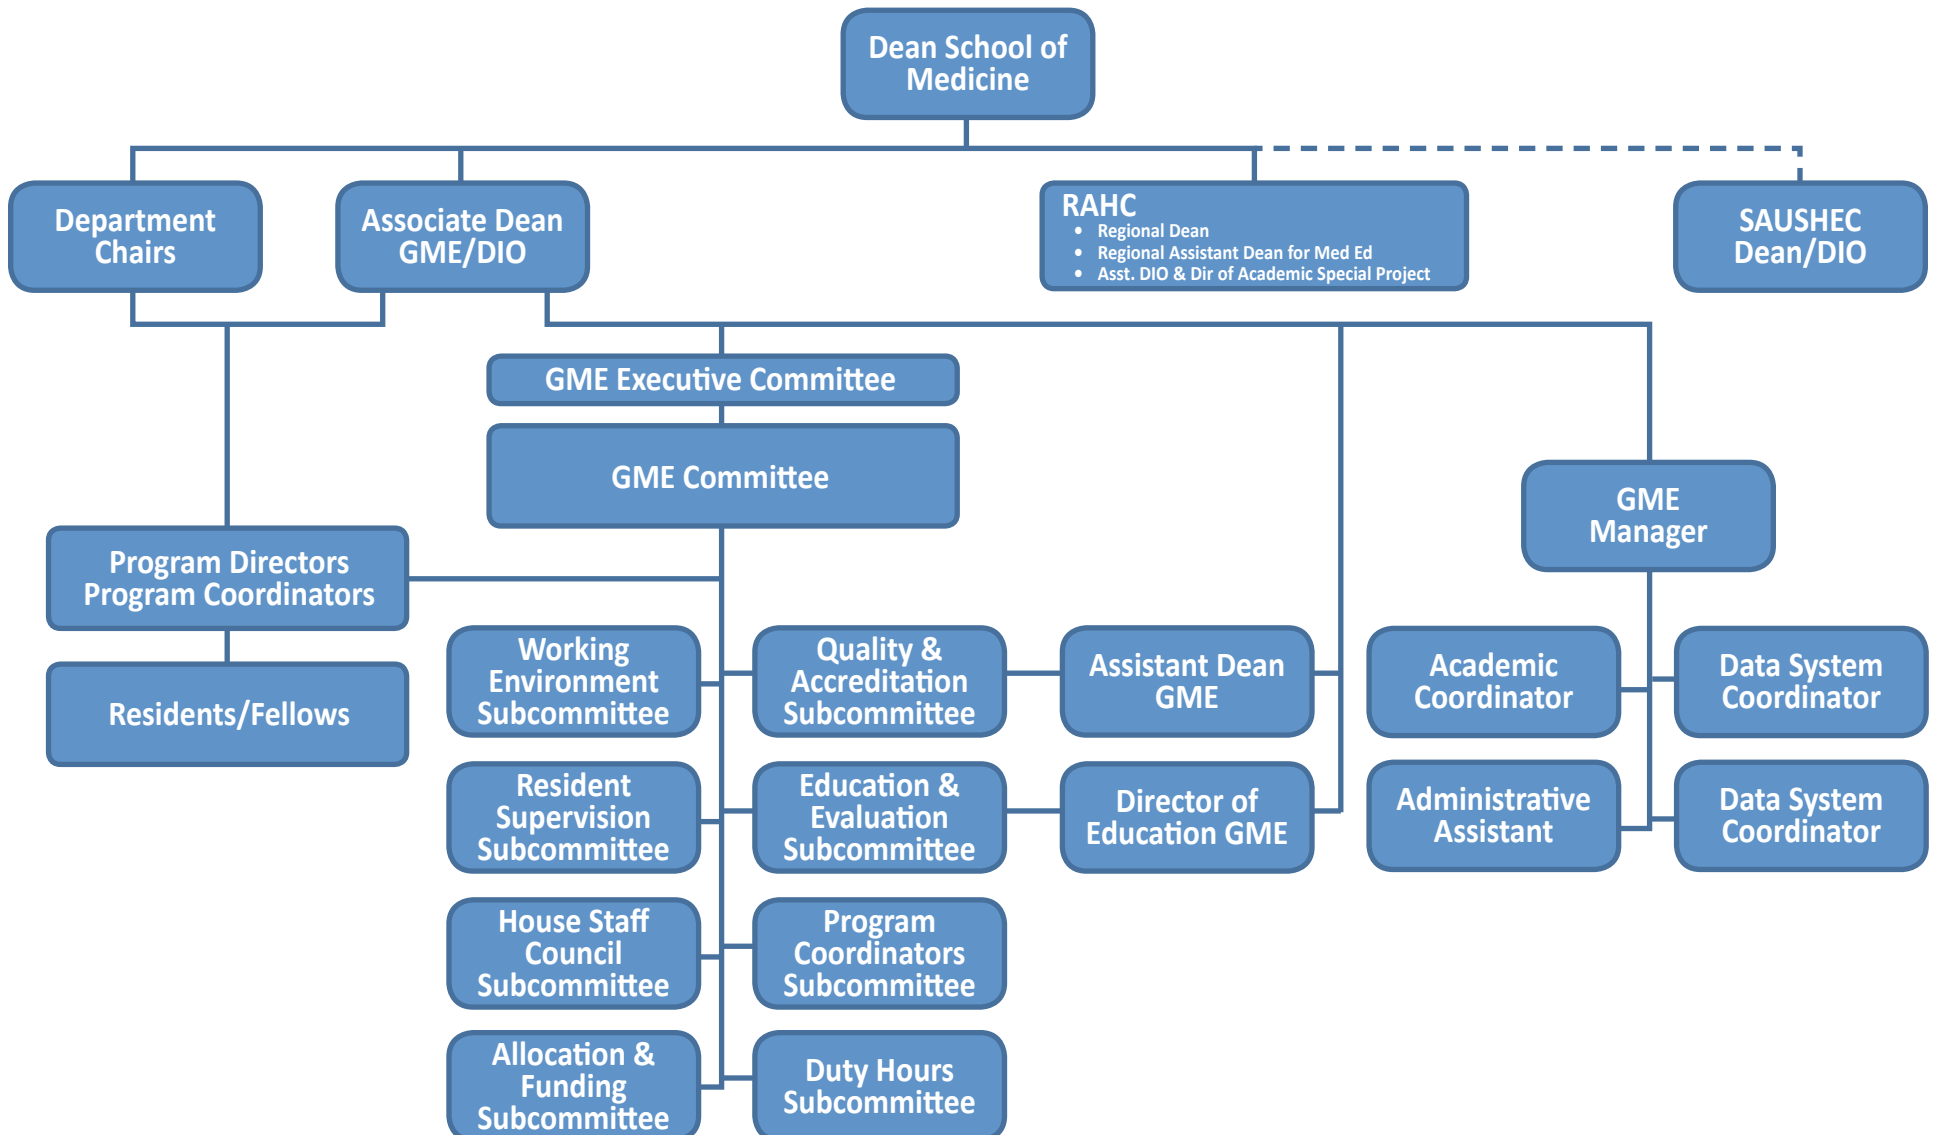 Dean School of
Medicine
Department
Chairs
Associate Dean
GME/DIO
RAHC
• Regional Dean
• Regional Assistant Dean for Med Ed
• Asst. DIO & Dir of Academic Special Project
SAUSHEC
Dean/DIO
GME Executive Committee
GME Committee
GME
Manager
Program Directors
Program Coordinators
Residents/Fellows
Working
Environment
Subcommittee
Quality &
Accreditation
Subcommittee
Assistant Dean
GME
Academic
Coordinator
Data System
Coordinator
Resident
Supervision
Subcommittee
Education &
Evaluation
Subcommittee
Director of
Education GME
Administrative
Assistant
Data System
Coordinator
House Staff
Council
Subcommittee
Program
Coordinators
Subcommittee
Allocation &
Funding
Subcommittee
Duty Hours
Subcommittee